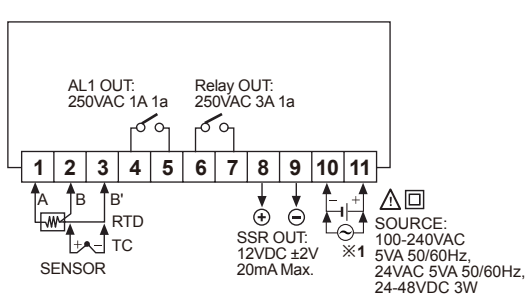 AL1 OUT:
250VAC 1A 1a
Relay OUT:
250VAC 3A 1a
1 2 3 4 5 6 7 8 9 10 11
A B B'
RTD
+ − TC
SENSOR
+ −
SSR OUT:
12VDC ±2V
20mA Max.
− +
※1
SOURCE:
100-240VAC
5VA 50/60Hz,
24VAC 5VA 50/60Hz,
24-48VDC 3W